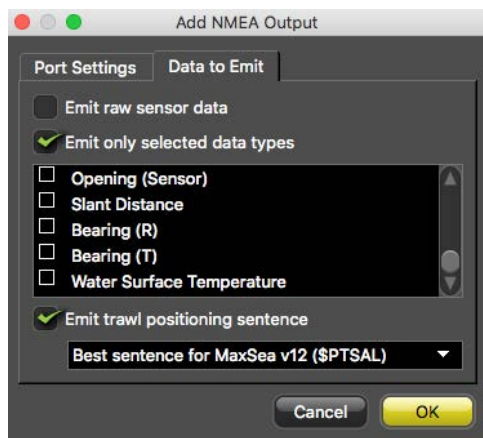 Add NMEA Output
Port Settings Data to Emit
Emit raw sensor data
Emit only selected data types
Opening (Sensor)
Slant Distance
Bearing (R)
Bearing (T)
Water Surface Temperature
Emit trawl positioning sentence
Best sentence for MaxSea v12 ($PTSAL)
Cancel OK